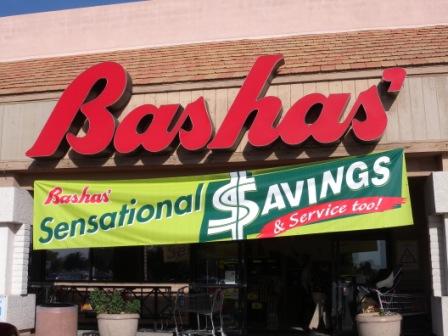 Bashas'
Bashas'
Sensational $AVINGS
& Service too!